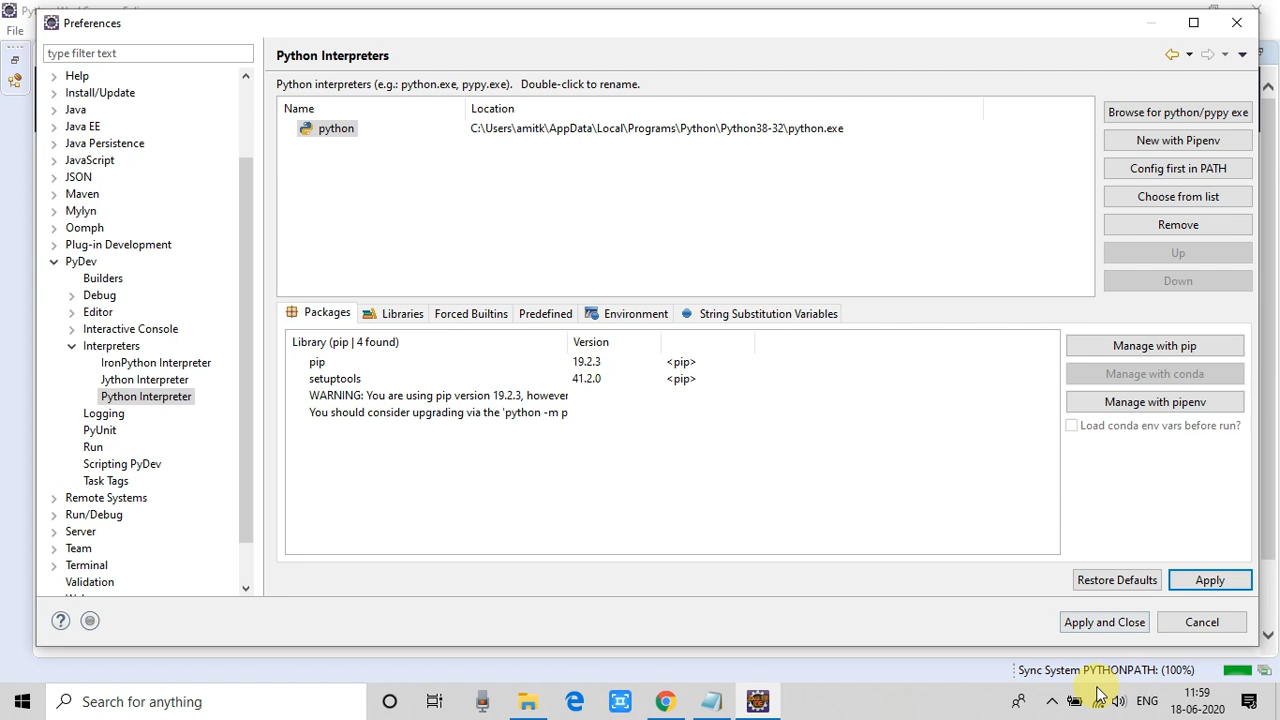 Preferences
File
type filter text
Help
Install/Update
Java
Java EE
Java Persistence
JavaScript
JSON
Maven
Mylyn
Oomph
Plug-in Development
PyDev
Builders
Debug
Editor
Interactive Console
Interpreters
IronPython Interpreter
Jython Interpreter
Python Interpreter
Logging
PyUnit
Run
Scripting PyDev
Task Tags
Remote Systems
Run/Debug
Server
Team
Terminal
Validation
Python Interpreters
Python interpreters (e.g.: python.exe, pypy.exe). Double-click to rename.
Name Location
python C:\Users\amitk\AppData\Local\Programs\Python\Python38-32\python.exe
Browse for python/pypy exe
New with Pipenv
Config first in PATH
Choose from list
Remove
Up
Down
Packages Libraries Forced Builtins Predefined Environment String Substitution Variables
Library (pip | 4 found) Version
pip 19.2.3 <pip>
setuptools 41.2.0 <pip>
WARNING: You are using pip version 19.2.3, however
You should consider upgrading via the 'python -m p
Manage with pip
Manage with conda
Manage with pipenv
Load conda env vars before run?
Restore Defaults Apply
Apply and Close Cancel
Sync System PYTHONPATH: (100%)
Search for anything
ENG
11:59
18-06-2020